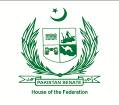 PAKISTAN SENATE
House of the Federation